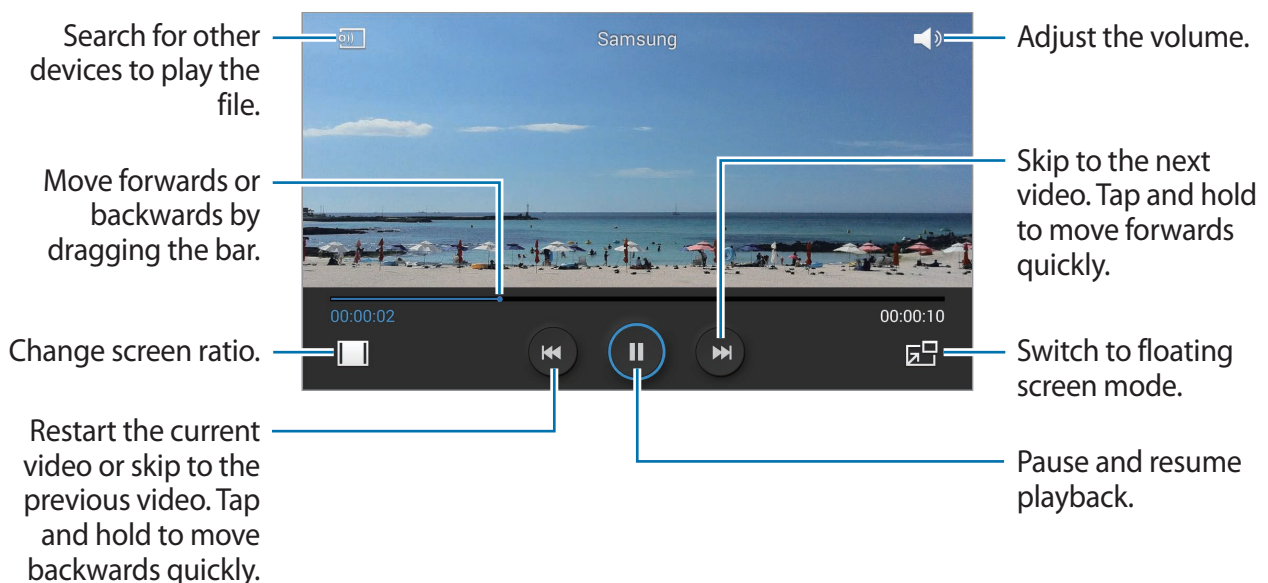 Search for other
devices to play the
file.
Move forwards or
backwards by
dragging the bar.
Change screen ratio.
Restart the current
video or skip to the
previous video. Tap
and hold to move
backwards quickly.
Samsung
00:00:02
00:00:10
Adjust the volume.
Skip to the next
video. Tap and hold
to move forwards
quickly.
Switch to floating
screen mode.
Pause and resume
playback.